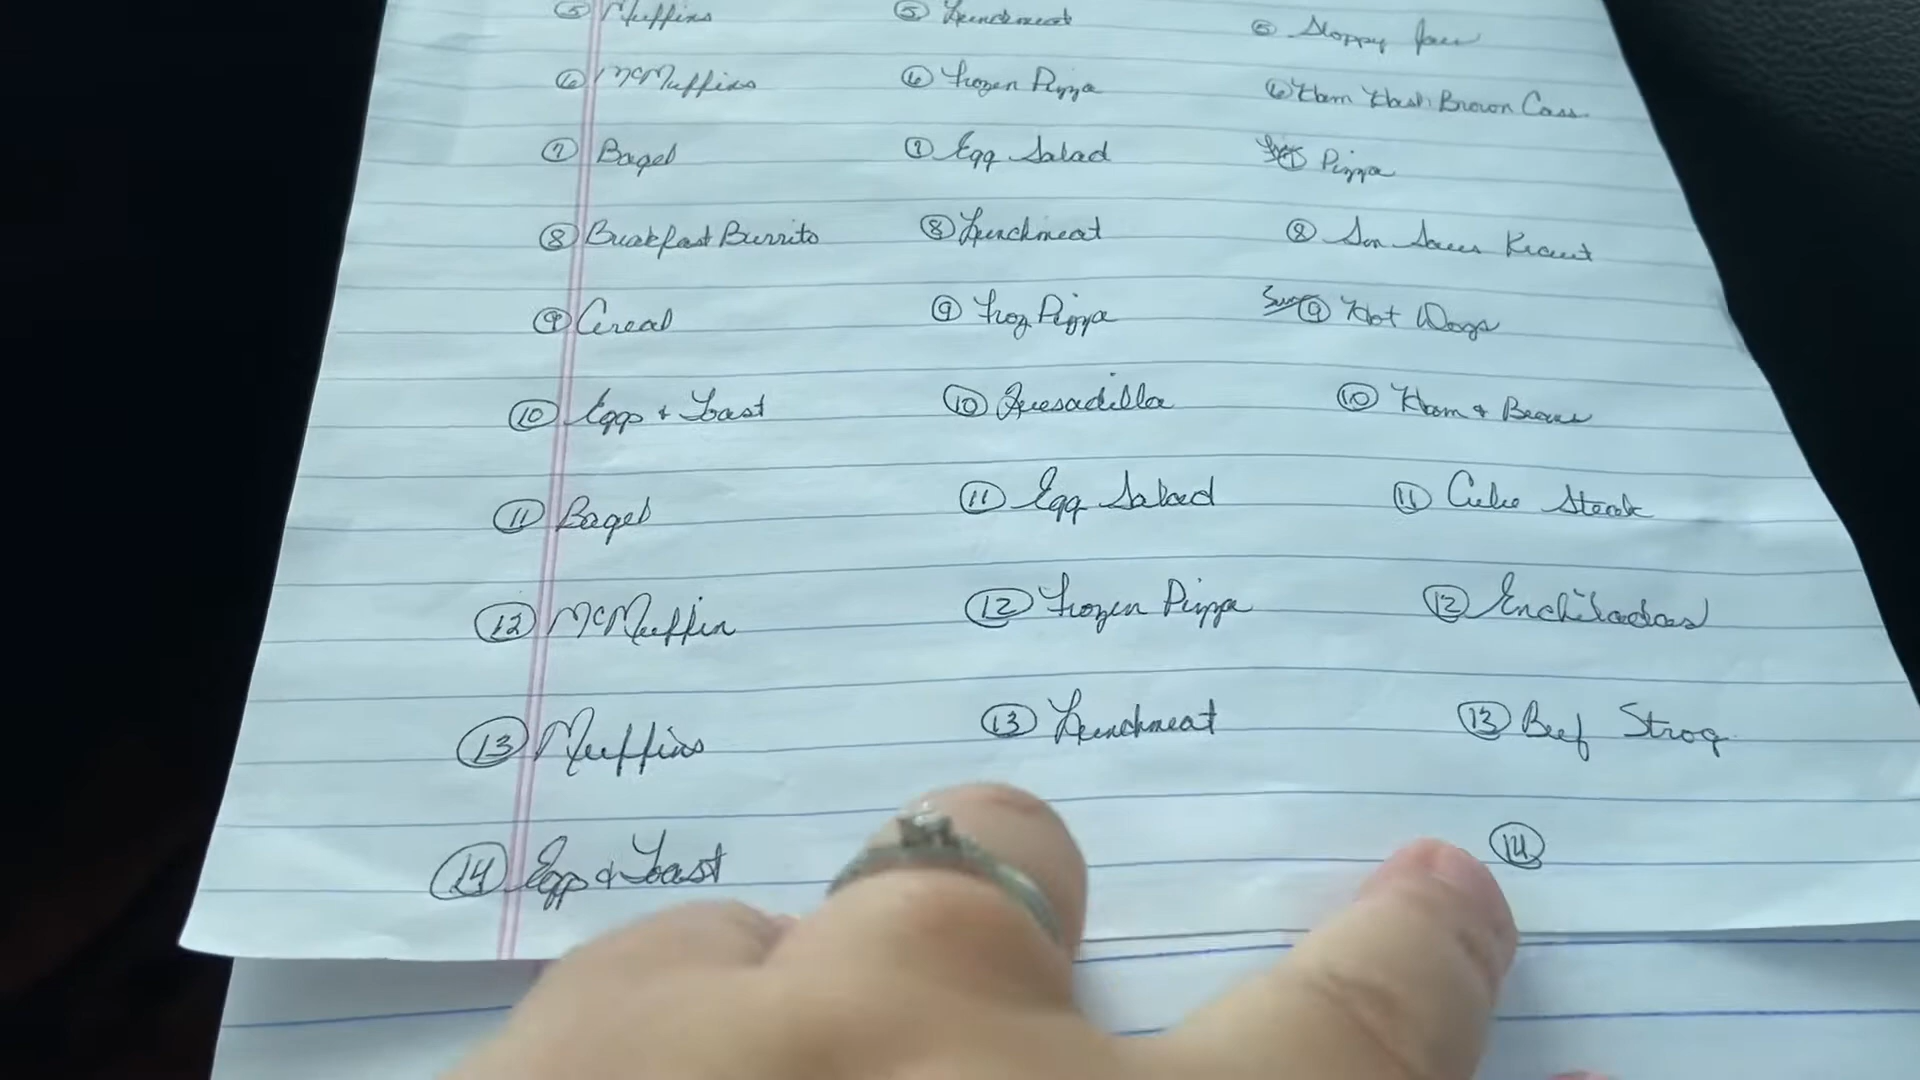 5 Muffins 5 Lunchmeat 5 Sloppy Joes
6 McMuffins 6 Frozen Pizza 6 Ham Hash Brown Cass
7 Bagel 7 Egg Salad 7 Pizza
8 Breakfast Burrito 8 Lunchmeat 8 Kraut
9 Cereal 9 Froz Pizza 9 Hot Dogs
10 Eggs & Toast 10 Quesadilla 10 Ham & Beans
11 Bagel 11 Egg Salad 11 Cube Steak
12 McMuffin 12 Frozen Pizza 12 Enchiladas
13 Muffins 13 Lunchmeat 13 Beef Strog
14 Eggs & Toast 14